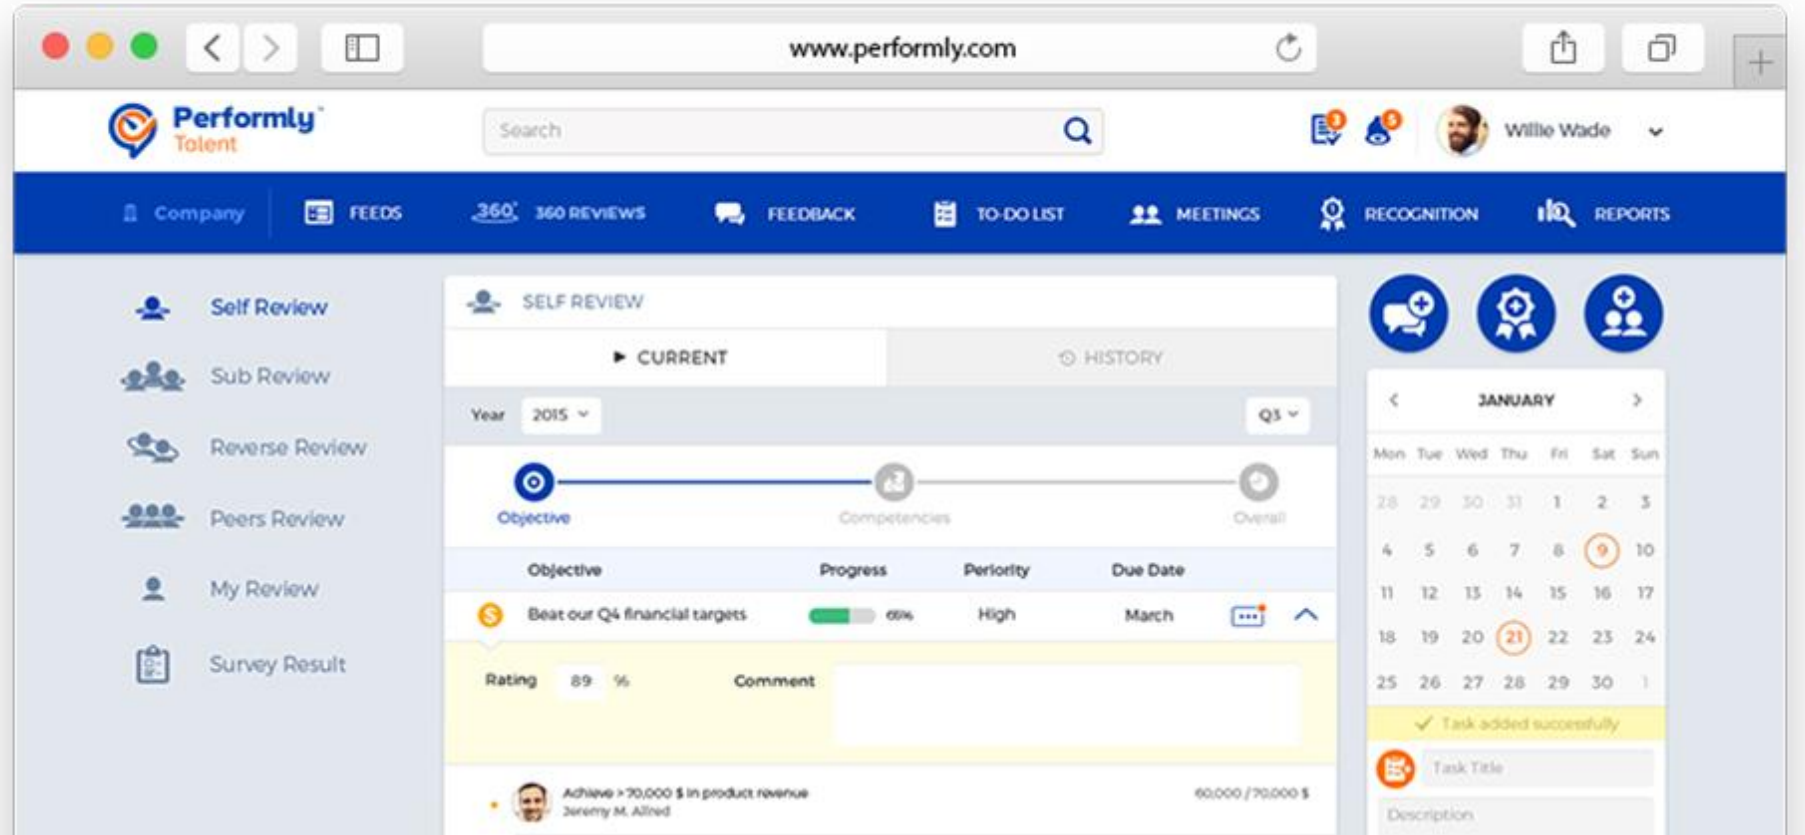 www.performly.com
Performly™
Talent
Search
3
5
Willie Wade
Company
FEEDS
360°
360 REVIEWS
FEEDBACK
TO-DO LIST
MEETINGS
RECOGNITION
REPORTS
Self Review
Sub Review
Reverse Review
Peers Review
My Review
Survey Result
SELF REVIEW
CURRENT
HISTORY
Year 2015
Q3
Objective
Competencies
Overall
Objective Progress Periority Due Date
Beat our Q4 financial targets High March
Rating 89 % Comment
Achieve > 70,000 $ in product revenue
Jeremy M. Allred
60,000 / 70,000 $
JANUARY
Mon Tue Wed Thu Fri Sat Sun
28 29 30 31 1 2 3
4 5 6 7 8 9 10
11 12 13 14 15 16 17
18 19 20 21 22 23 24
25 26 27 28 29 30 1
Task added successfully
Task Title
Description